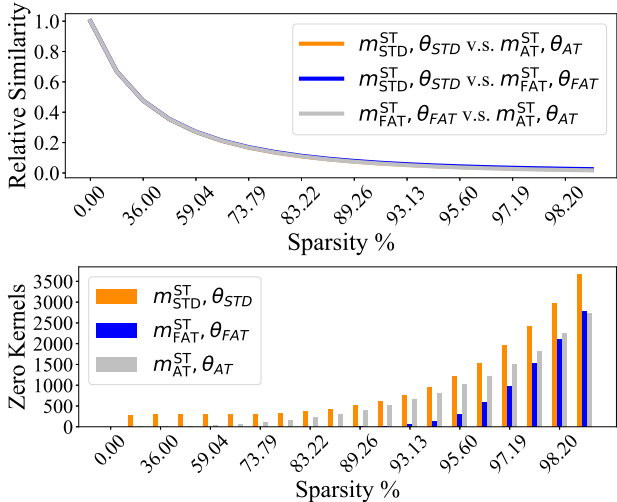 Relative Similarity
1.0
0.8
0.6
0.4
0.2
0.0
m^ST_STD, θ_STD v.s. m^ST_AT, θ_AT
m^ST_STD, θ_STD v.s. m^ST_FAT, θ_FAT
m^ST_FAT, θ_FAT v.s. m^ST_AT, θ_AT
0.00 36.00 59.04 73.79 83.22 89.26 93.13 95.60 97.19 98.20
Sparsity %
Zero Kernels
3500
3000
2500
2000
1500
1000
500
0
m^ST_STD, θ_STD
m^ST_FAT, θ_FAT
m^ST_AT, θ_AT
0.00 36.00 59.04 73.79 83.22 89.26 93.13 95.60 97.19 98.20
Sparsity %